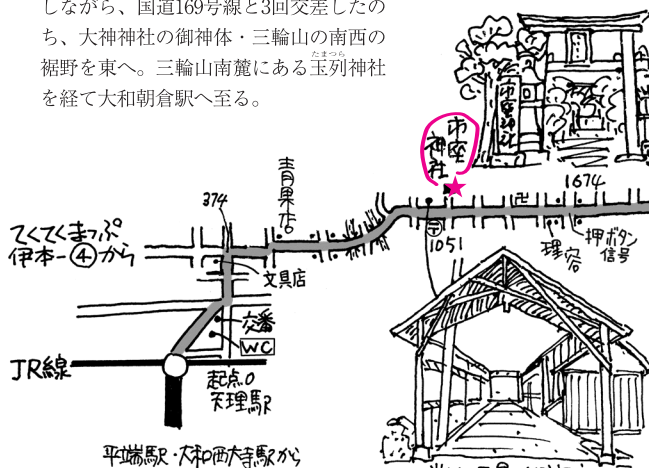 しながら、国道169号線と3回交差したの
ち、大神神社の御神体・三輪山の南西の
たまつら
裾野を東へ。三輪山南麓にある玉列神社
を経て大和朝倉駅へ至る。
市座神社
市座
神社
青果店
374
1674
てくてくまっぷ
伊本ー④から
卍
〒
1051
理容
押ボタン
信号
文具店
交番
WC
JR線
起点0
天理駅
平端駅・大和西大寺駅から